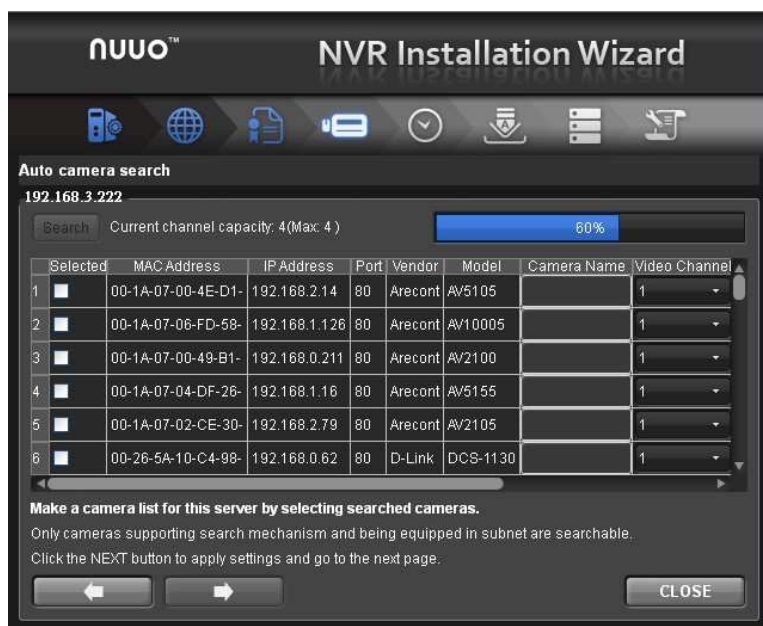 nuuo™ NVR Installation Wizard
Auto camera search
192.168.3.222
Search Current channel capacity: 4(Max: 4 ) 60%
Selected MAC Address IP Address Port Vendor Model Camera Name Video Channel
1 00-1A-07-00-4E-D1- 192.168.2.14 80 Arecont AV5105 1
2 00-1A-07-06-FD-58- 192.168.1.126 80 Arecont AV10005 1
3 00-1A-07-00-49-B1- 192.168.0.211 80 Arecont AV2100 1
4 00-1A-07-04-DF-26- 192.168.1.16 80 Arecont AV5155 1
5 00-1A-07-02-CE-30- 192.168.2.79 80 Arecont AV2105 1
6 00-26-5A-10-C4-98- 192.168.0.62 80 D-Link DCS-1130 1
Make a camera list for this server by selecting searched cameras.
Only cameras supporting search mechanism and being equipped in subnet are searchable.
Click the NEXT button to apply settings and go to the next page.
CLOSE